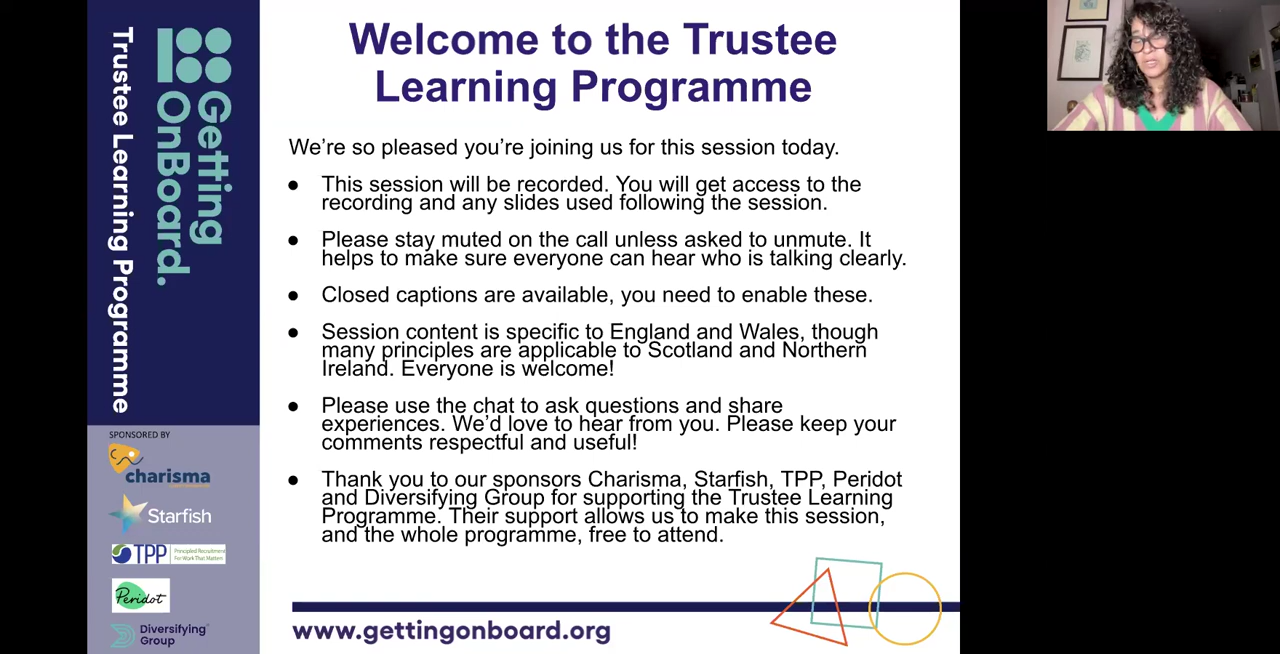 Welcome to the Trustee
Learning Programme
We're so pleased you're joining us for this session today.
● This session will be recorded. You will get access to the
recording and any slides used following the session.
● Please stay muted on the call unless asked to unmute. It
helps to make sure everyone can hear who is talking clearly.
● Closed captions are available, you need to enable these.
● Session content is specific to England and Wales, though
many principles are applicable to Scotland and Northern
Ireland. Everyone is welcome!
● Please use the chat to ask questions and share
experiences. We'd love to hear from you. Please keep your
comments respectful and useful!
● Thank you to our sponsors Charisma, Starfish, TPP, Peridot
and Diversifying Group for supporting the Trustee Learning
Programme. Their support allows us to make this session,
and the whole programme, free to attend.
www.gettingonboard.org
Getting
OnBoard.
Trustee Learning Programme
SPONSORED BY
charisma
Starfish
TPP
Principled Recruitment
For Work That Matters
Peridot
Diversifying
Group